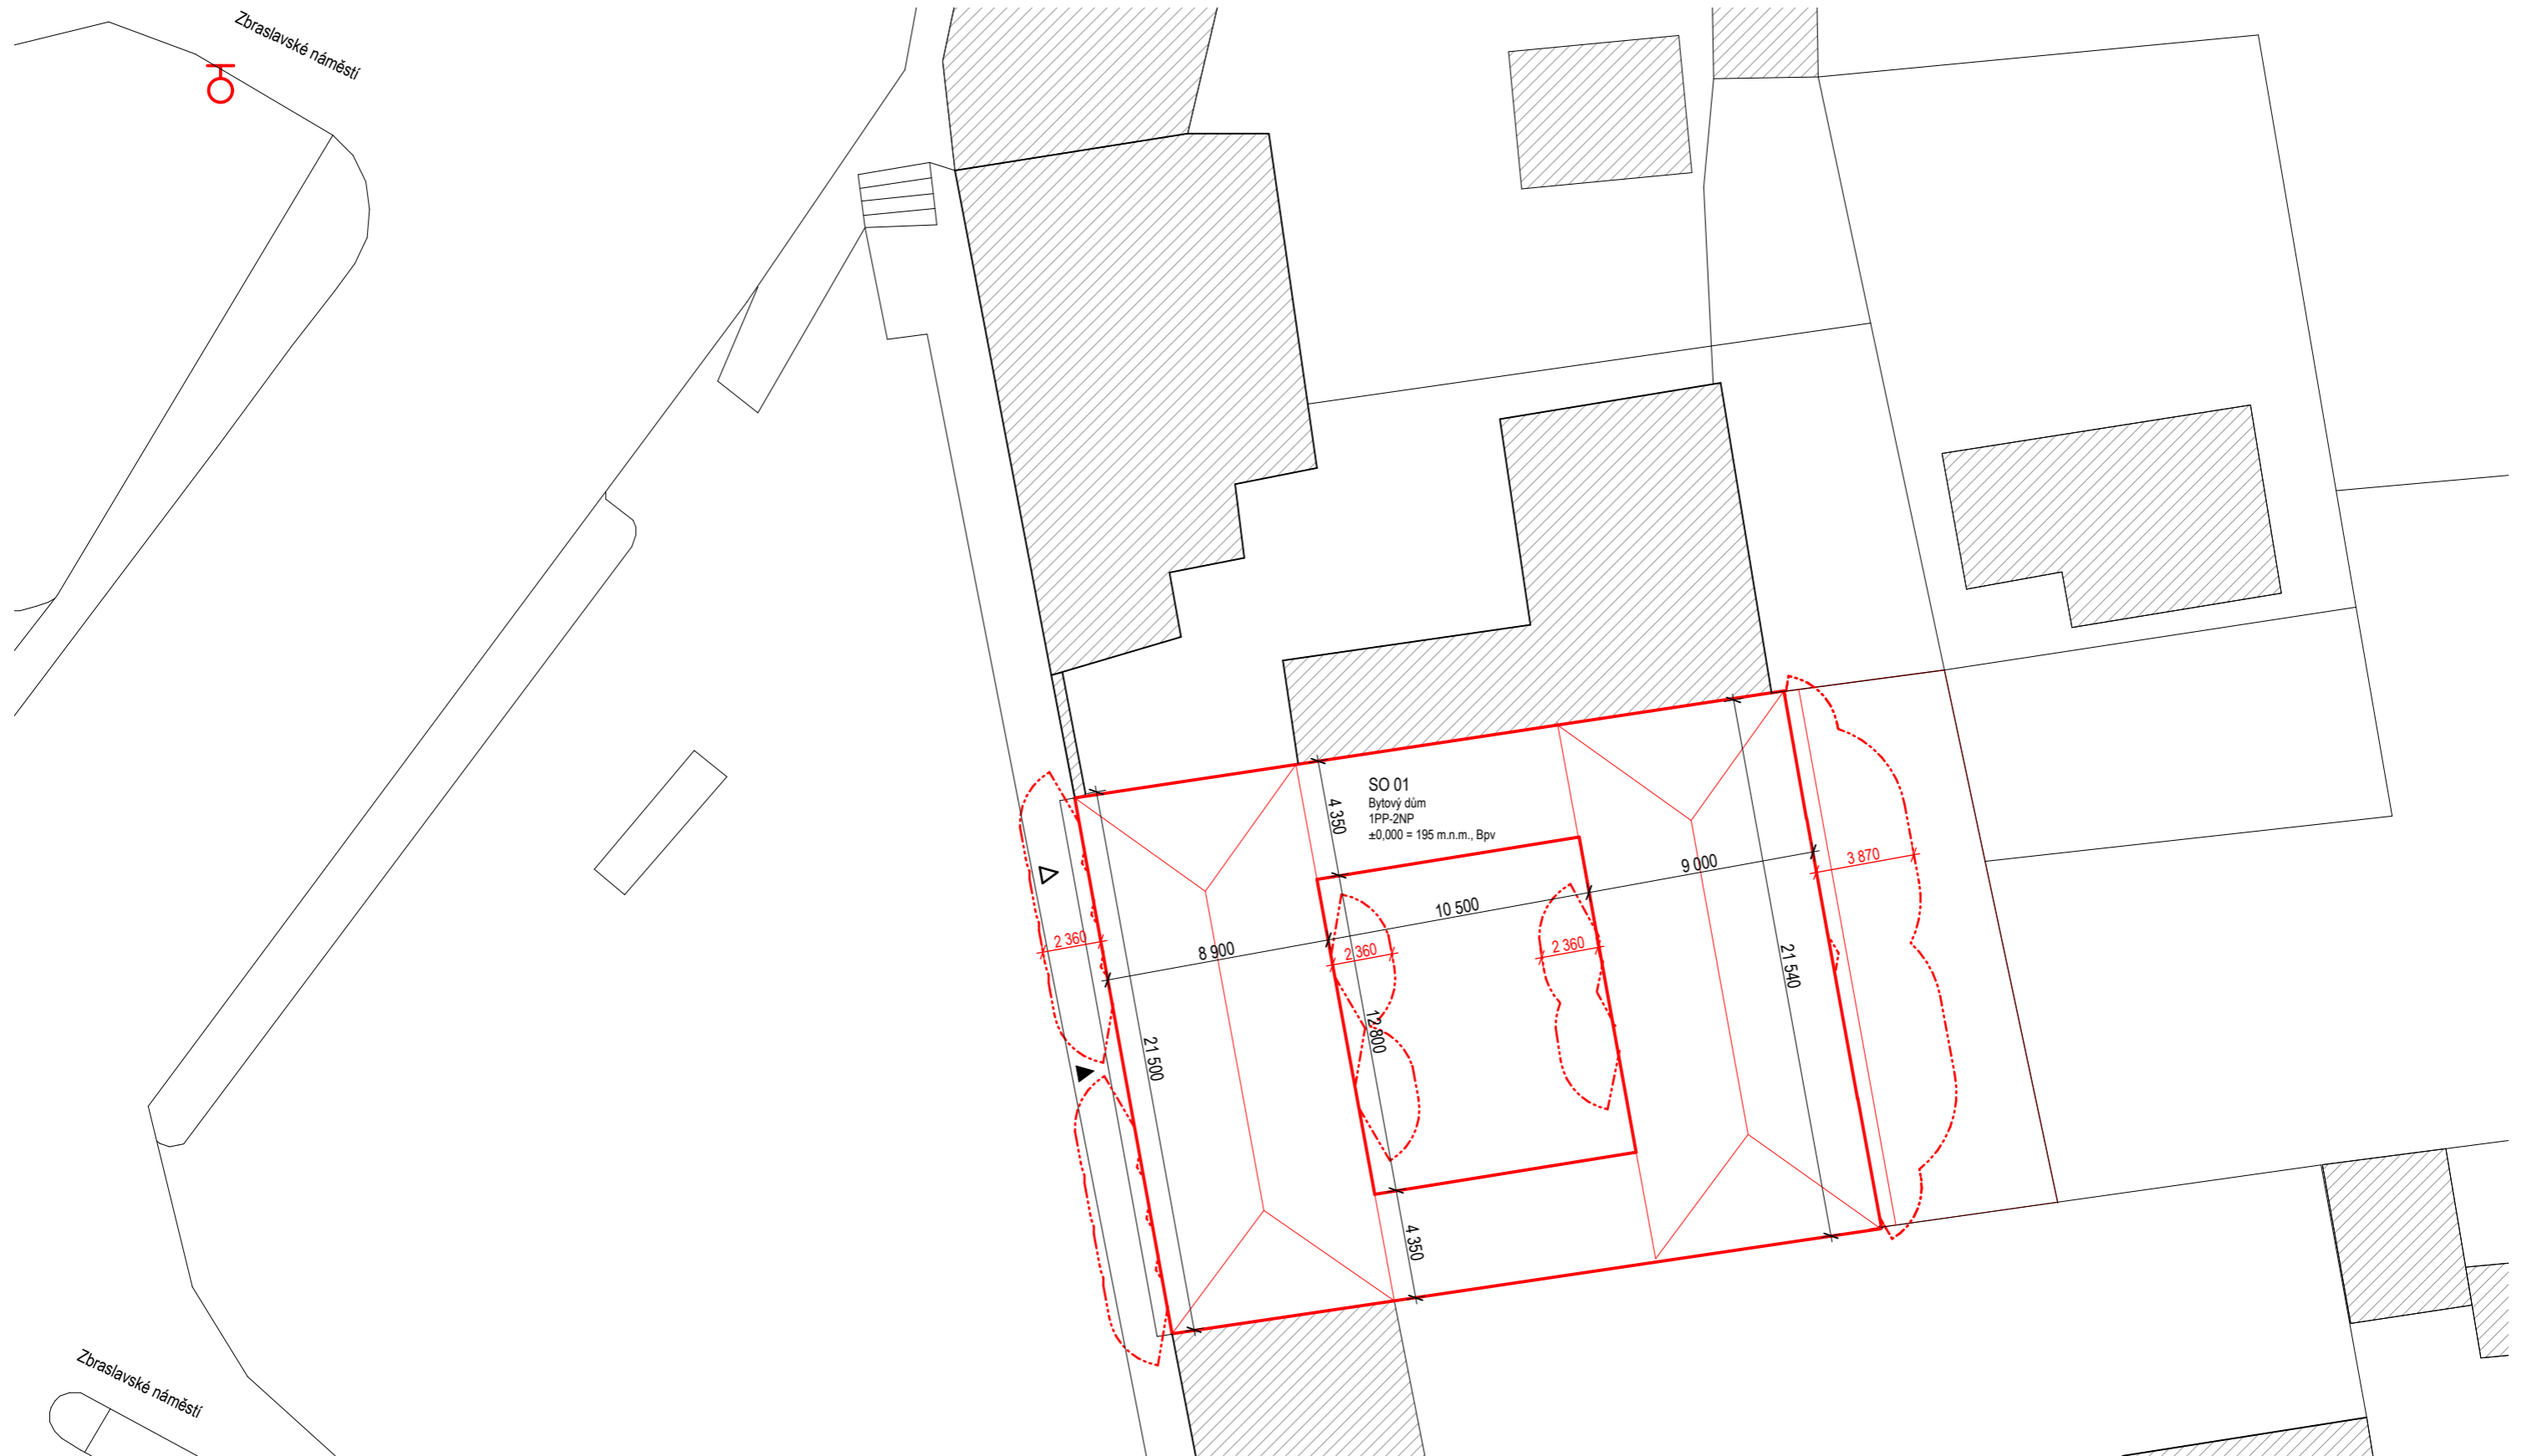 Zbraslavské náměstí
SO 01
Bytový dům
1PP-2NP
±0,000 = 195 m.n.m., Bpv
4 350
9 000
3 870
10 500
8 900
2 360
2 360
2 360
21 540
12 800
21 500
4 350
Zbraslavské náměstí